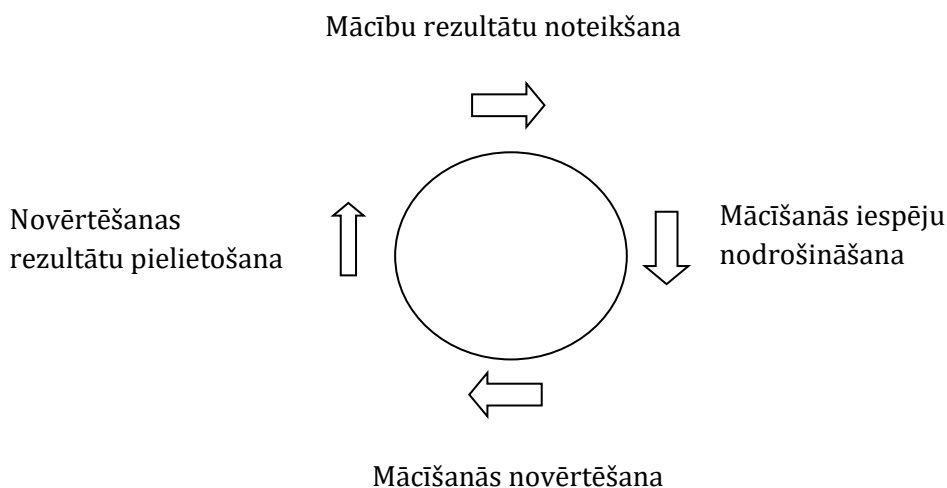 Mācību rezultātu noteikšana
Novērtēšanas
rezultātu pielietošana
Mācīšanās iespēju
nodrošināšana
Mācīšanās novērtēšana